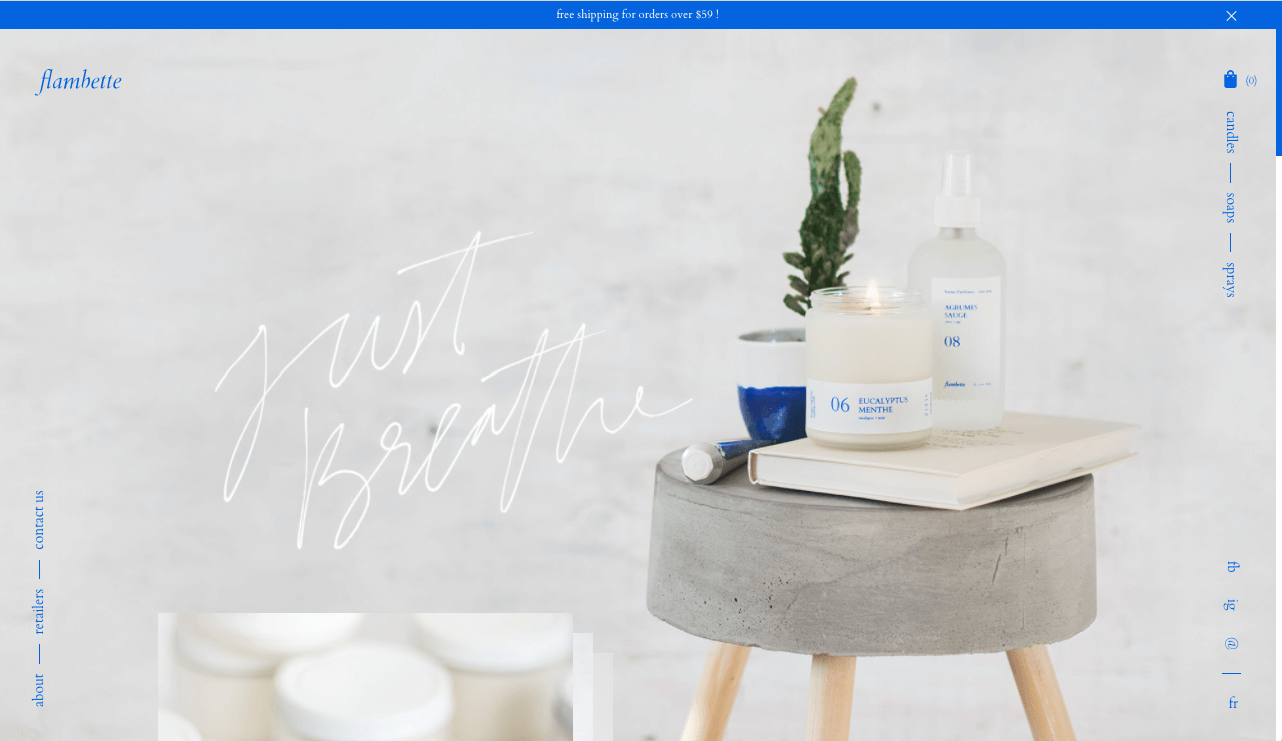 free shipping for orders over $59 !
flambette
(0)
candles
soaps
sprays
Just
Breathe
AGRUMES
SAUGE
08
flambette
06
EUCALYPTUS
MENTHE
contact us
retailers
about
fb
ig
@
fr